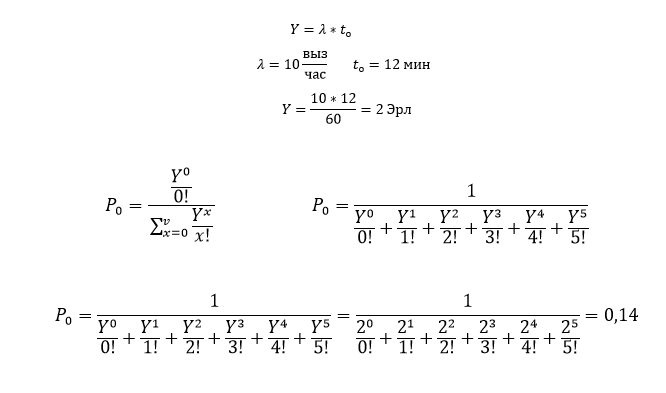 Y = λ * tₒ
λ = 10 выз/час tₒ = 12 мин
Y = (10 * 12)/60 = 2 Эрл
P₀ = (Y⁰/0!)/(∑ᵛₓ₌₀ Yˣ/x!) P₀ = 1/(Y⁰/0! + Y¹/1! + Y²/2! + Y³/3! + Y⁴/4! + Y⁵/5!)
P₀ = 1/(Y⁰/0! + Y¹/1! + Y²/2! + Y³/3! + Y⁴/4! + Y⁵/5!) = 1/(2⁰/0! + 2¹/1! + 2²/2! + 2³/3! + 2⁴/4! + 2⁵/5!) = 0,14